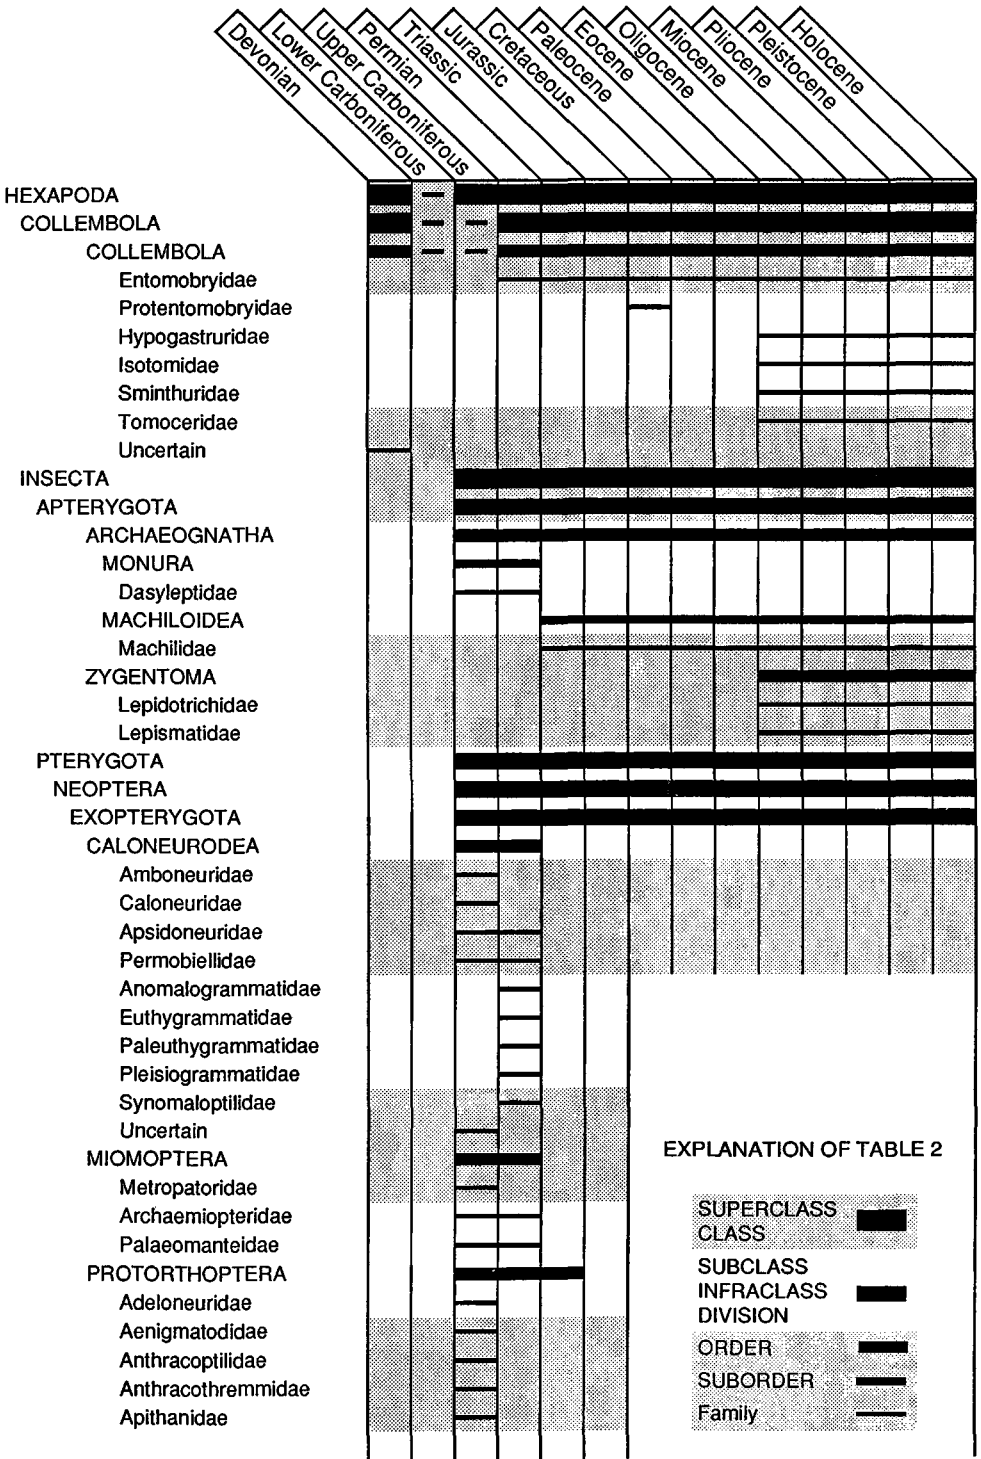 Devonian
Lower Carboniferous
Upper Carboniferous
Permian
Triassic
Jurassic
Cretaceous
Paleocene
Eocene
Oligocene
Miocene
Pliocene
Pleistocene
Holocene
HEXAPODA
COLLEMBOLA
COLLEMBOLA
Entomobryidae
Protentomobryidae
Hypogastruridae
Isotomidae
Sminthuridae
Tomoceridae
Uncertain
INSECTA
APTERYGOTA
ARCHAEOGNATHA
MONURA
Dasyleptidae
MACHILOIDEA
Machilidae
ZYGENTOMA
Lepidotrichidae
Lepismatidae
PTERYGOTA
NEOPTERA
EXOPTERYGOTA
CALONEURODEA
Amboneuridae
Caloneuridae
Apsidoneuridae
Permobiellidae
Anomalogrammatidae
Euthygrammatidae
Paleuthygrammatidae
Pleisiogrammatidae
Synomaloptilidae
Uncertain
MIOMOPTERA
Metropatoridae
Archaemiopteridae
Palaeomanteidae
PROTORTHOPTERA
Adeloneuridae
Aenigmatodidae
Anthracoptilidae
Anthracothremmidae
Apithanidae
EXPLANATION OF TABLE 2
SUPERCLASS
CLASS
SUBCLASS
INFRACLASS
DIVISION
ORDER
SUBORDER
Family